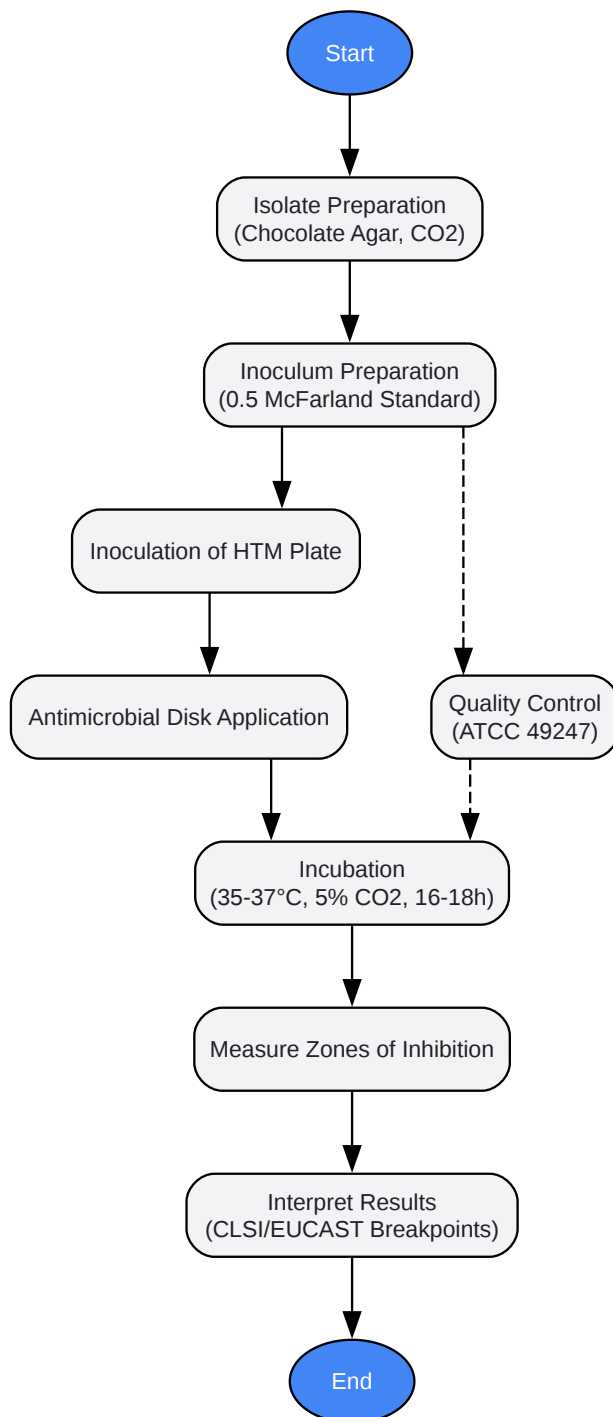 Start
Isolate Preparation
(Chocolate Agar, CO2)
Inoculum Preparation
(0.5 McFarland Standard)
Inoculation of HTM Plate
Antimicrobial Disk Application
Quality Control
(ATCC 49247)
Incubation
(35-37°C, 5% CO2, 16-18h)
Measure Zones of Inhibition
Interpret Results
(CLSI/EUCAST Breakpoints)
End